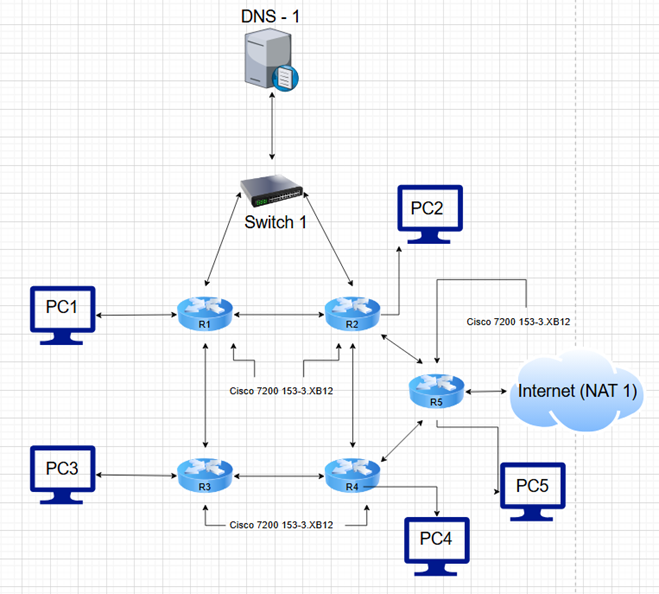 DNS - 1
Switch 1
PC2
PC1
R1
R2
Cisco 7200 153-3.XB12
Cisco 7200 153-3.XB12
R5
Internet (NAT 1)
PC3
R3
R4
PC5
Cisco 7200 153-3.XB12
PC4